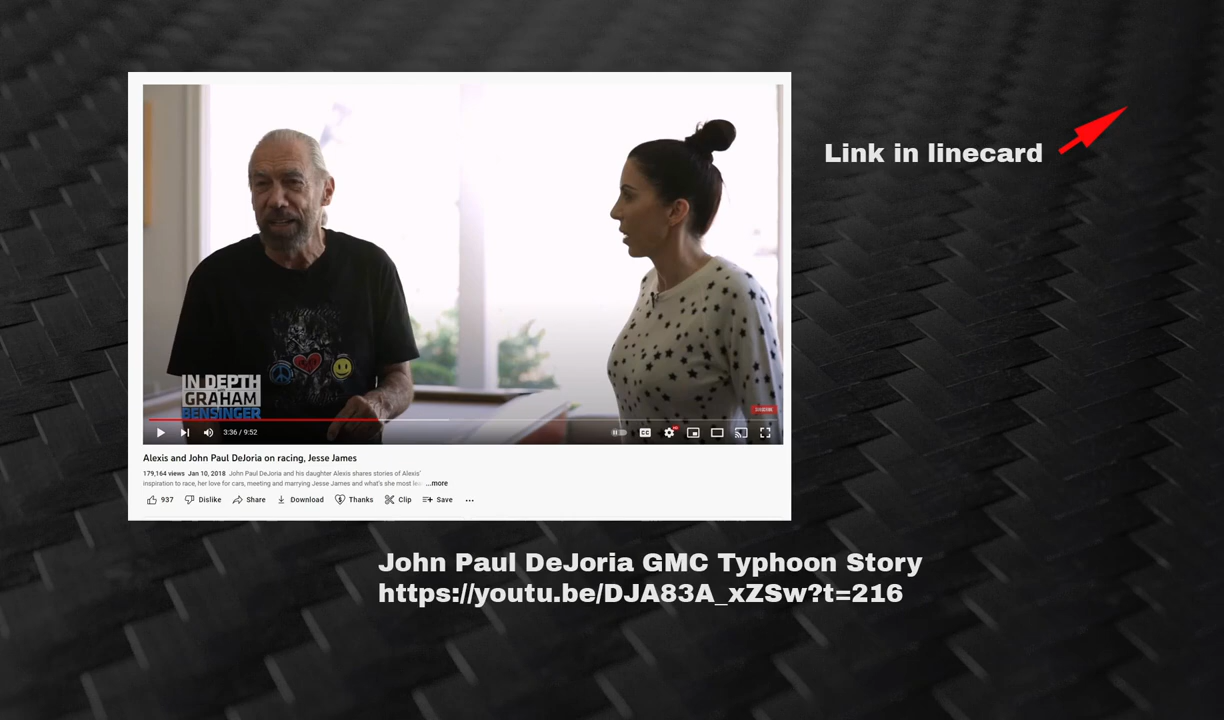 Link in linecard
IN DEPTH
GRAHAM
BENSINGER
SUBSCRIBE
3:36 / 9:52
CC
HD
Alexis and John Paul DeJoria on racing, Jesse James
179,164 views Jan 10, 2018 John Paul DeJoria and his daughter Alexis shares stories of Alexis'
inspiration to race, her love for cars, meeting and marrying Jesse James and what's she most ...more
937 Dislike Share Download Thanks Clip Save ...
John Paul DeJoria GMC Typhoon Story
https://youtu.be/DJA83A_xZSw?t=216